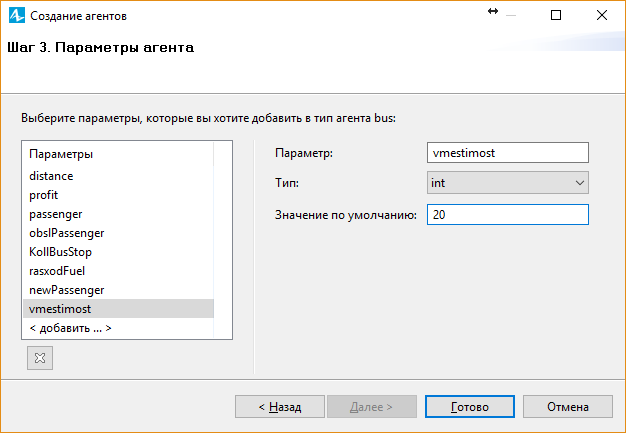 Создание агентов
Шаг 3. Параметры агента
Выберите параметры, которые вы хотите добавить в тип агента bus:
Параметры
distance
profit
passenger
obslPassenger
KollBusStop
rasxodFuel
newPassenger
vmestimost
< добавить ... >
Параметр: vmestimost
Тип: int
Значение по умолчанию: 20
< Назад Далее > Готово Отмена